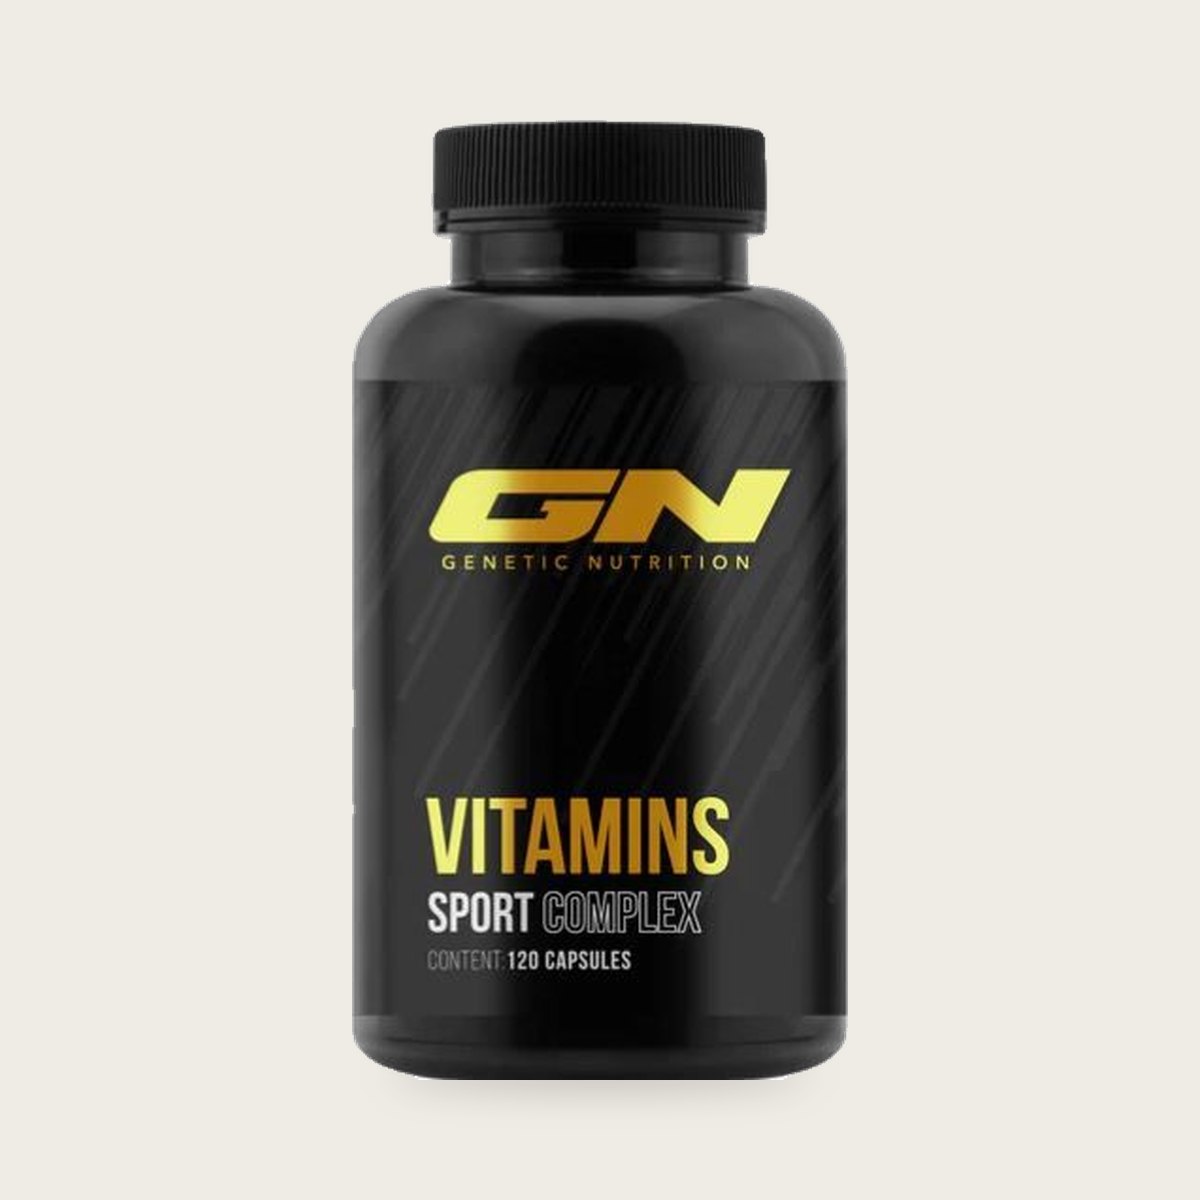 GN
GENETIC NUTRITION
VITAMINS
SPORT COMPLEX
CONTENT: 120 CAPSULES